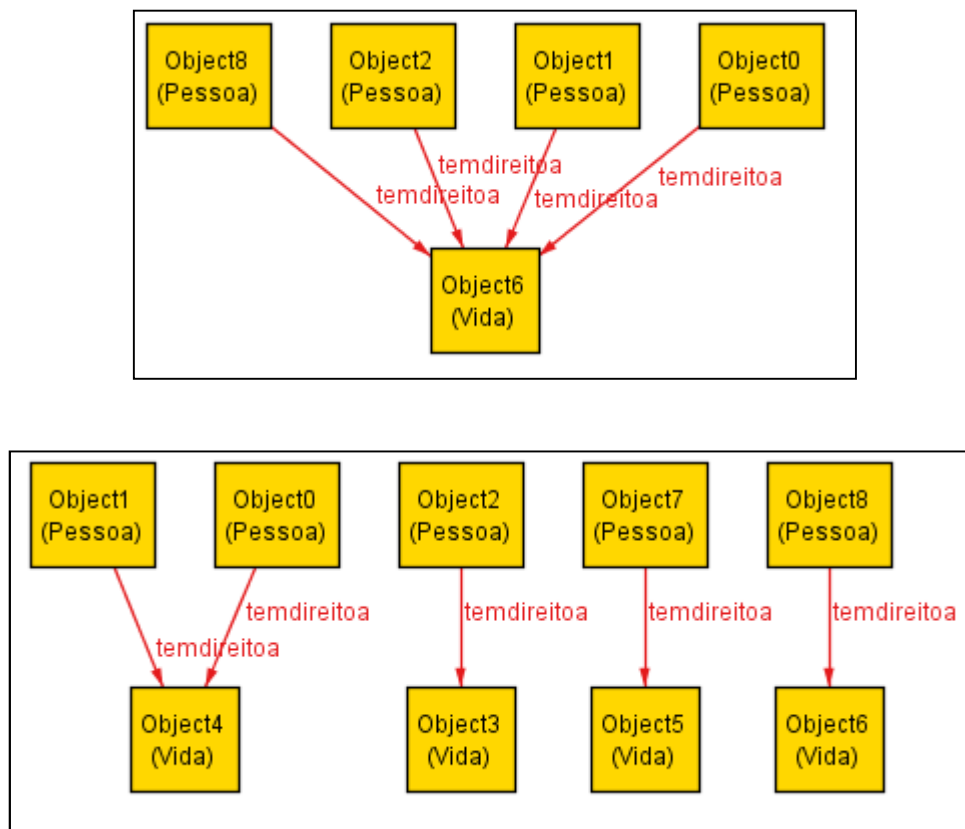 Object8
(Pessoa)
Object2
(Pessoa)
Object1
(Pessoa)
Object0
(Pessoa)
temdireitoa
temdireitoa
temdireitoa
temdireitoa
Object6
(Vida)
Object1
(Pessoa)
Object0
(Pessoa)
Object2
(Pessoa)
Object7
(Pessoa)
Object8
(Pessoa)
temdireitoa
temdireitoa
temdireitoa
temdireitoa
temdireitoa
Object4
(Vida)
Object3
(Vida)
Object5
(Vida)
Object6
(Vida)